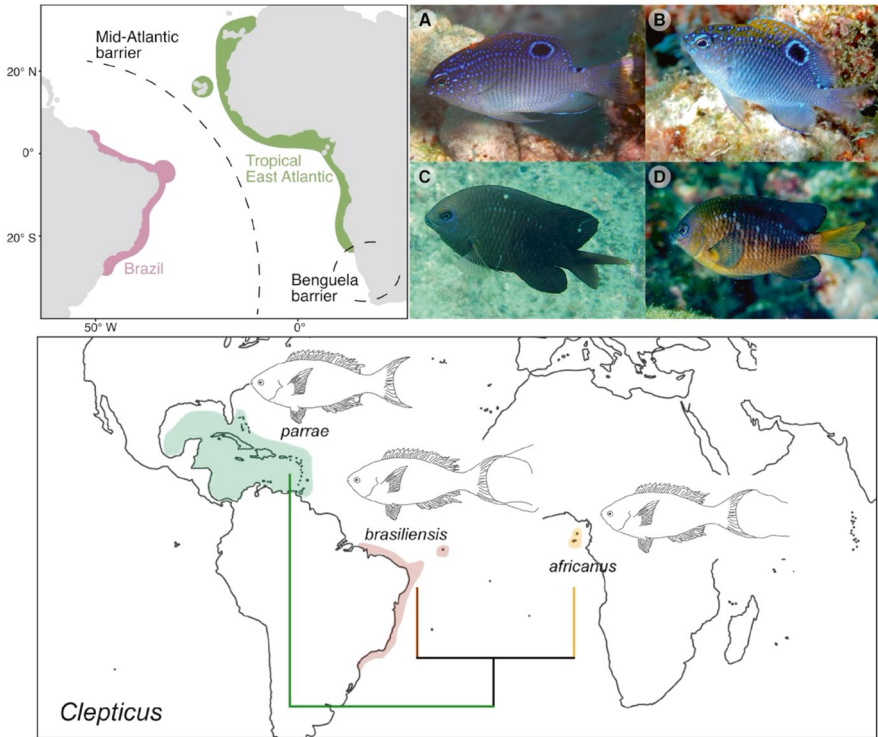 Mid-Atlantic
barrier
20° N
0°
20° S
Tropical
East Atlantic
Brazil
Benguela
barrier
50° W
0°
A
B
C
D
parrae
brasiliensis
africanus
Clepticus